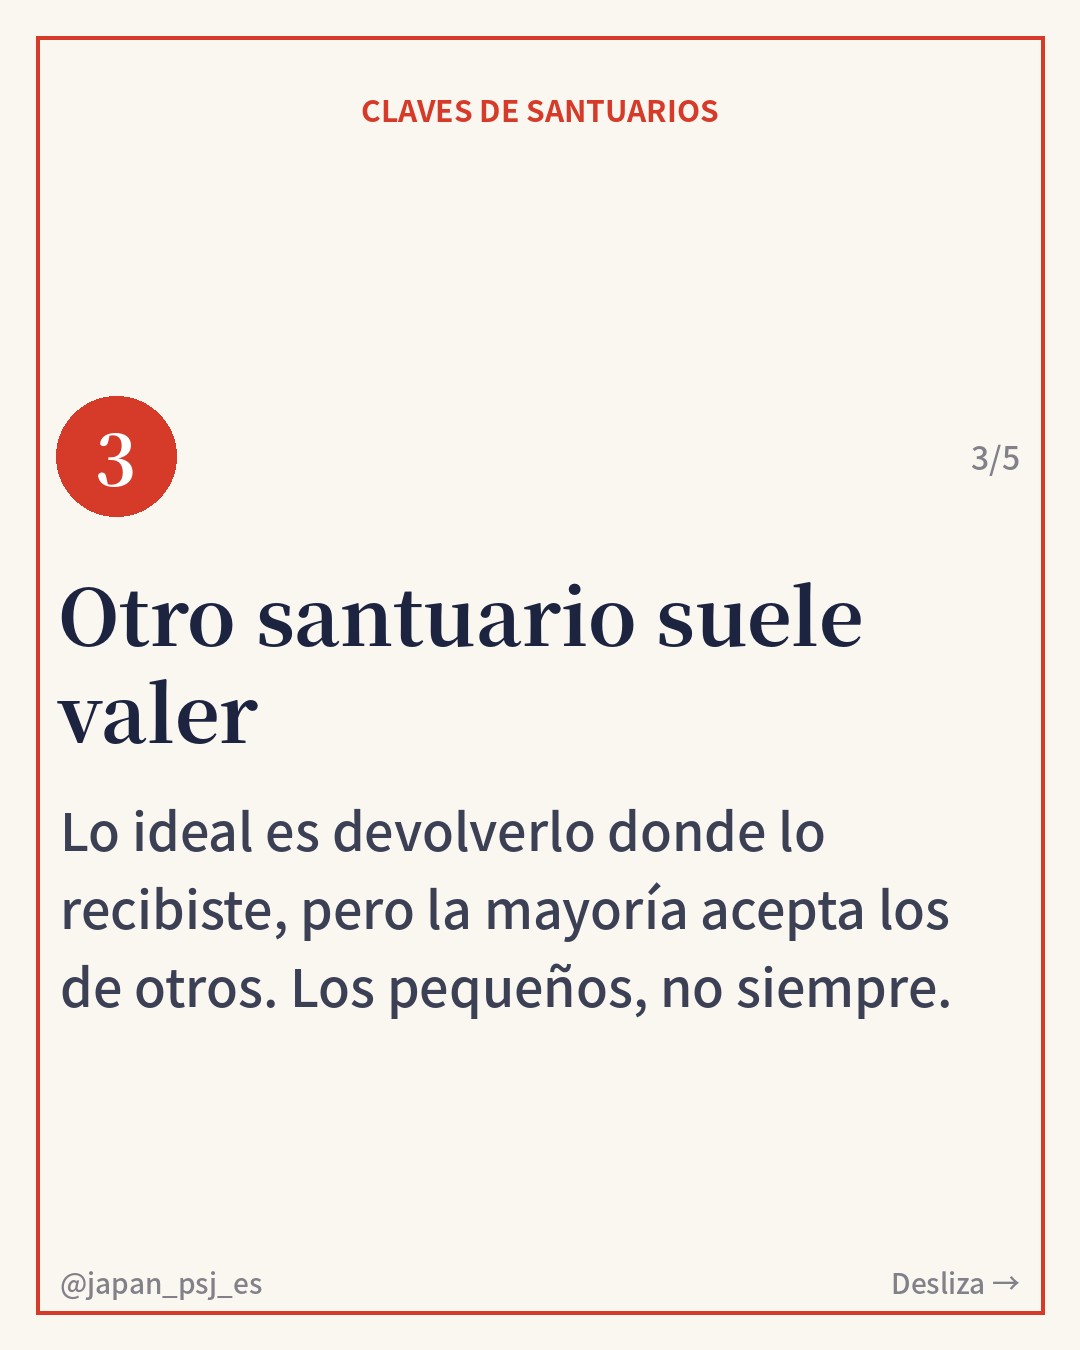 CLAVES DE SANTUARIOS
3
3/5
Otro santuario suele
valer
Lo ideal es devolverlo donde lo
recibiste, pero la mayoría acepta los
de otros. Los pequeños, no siempre.
@japan_psj_es
Desliza →